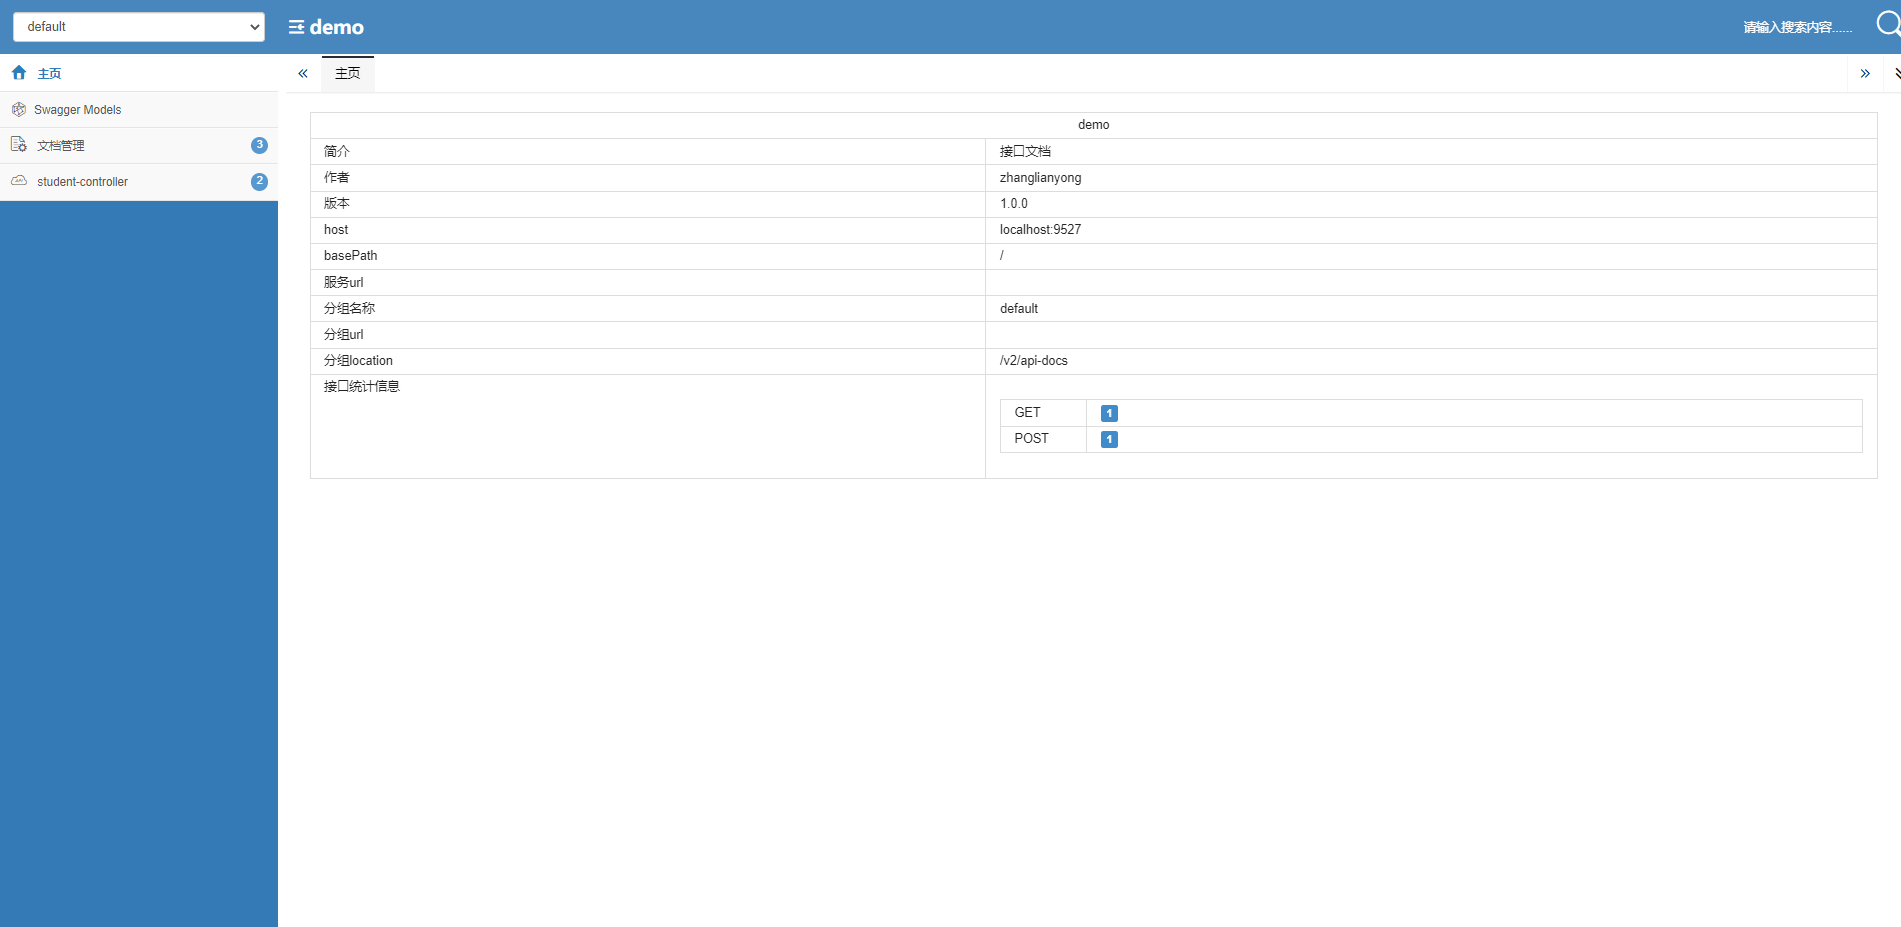 default
demo
请输入搜索内容......
主页
Swagger Models
文档管理 3
student-controller 2
主页
demo
简介 接口文档
作者 zhanglianyong
版本 1.0.0
host localhost:9527
basePath /
服务url
分组名称 default
分组url
分组location /v2/api-docs
接口统计信息
GET 1
POST 1